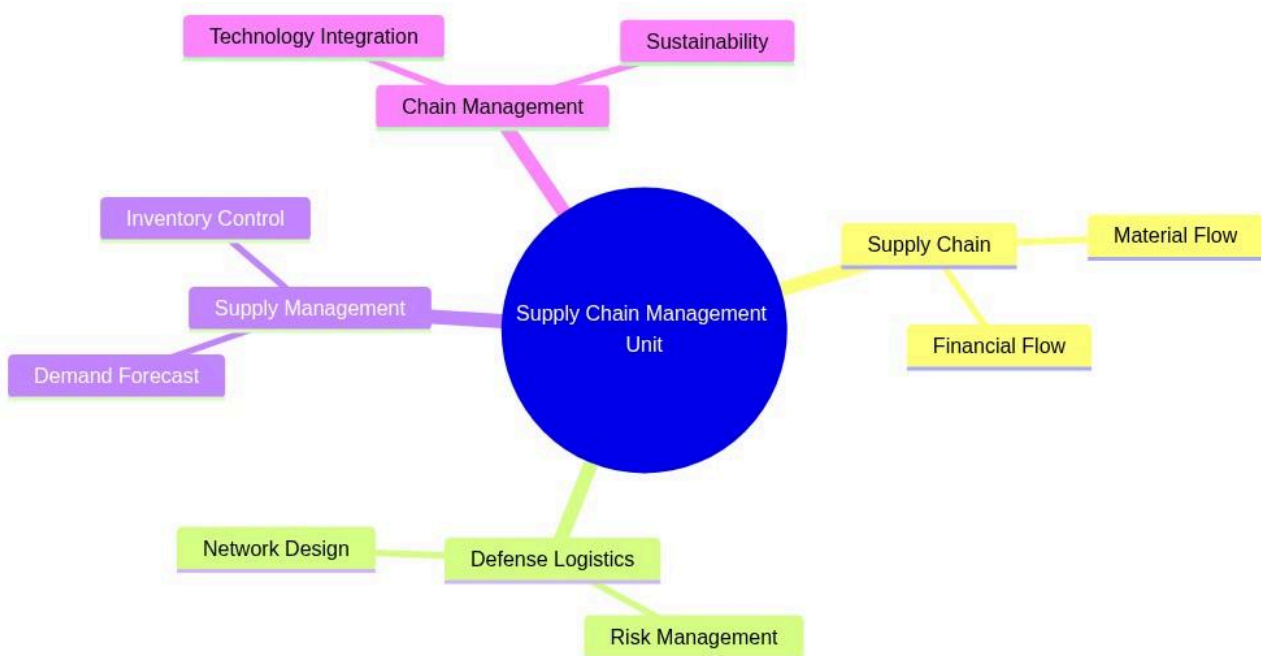 Technology Integration
Sustainability
Chain Management
Inventory Control
Supply Chain
Material Flow
Supply Management
Supply Chain Management
Unit
Financial Flow
Demand Forecast
Network Design
Defense Logistics
Risk Management